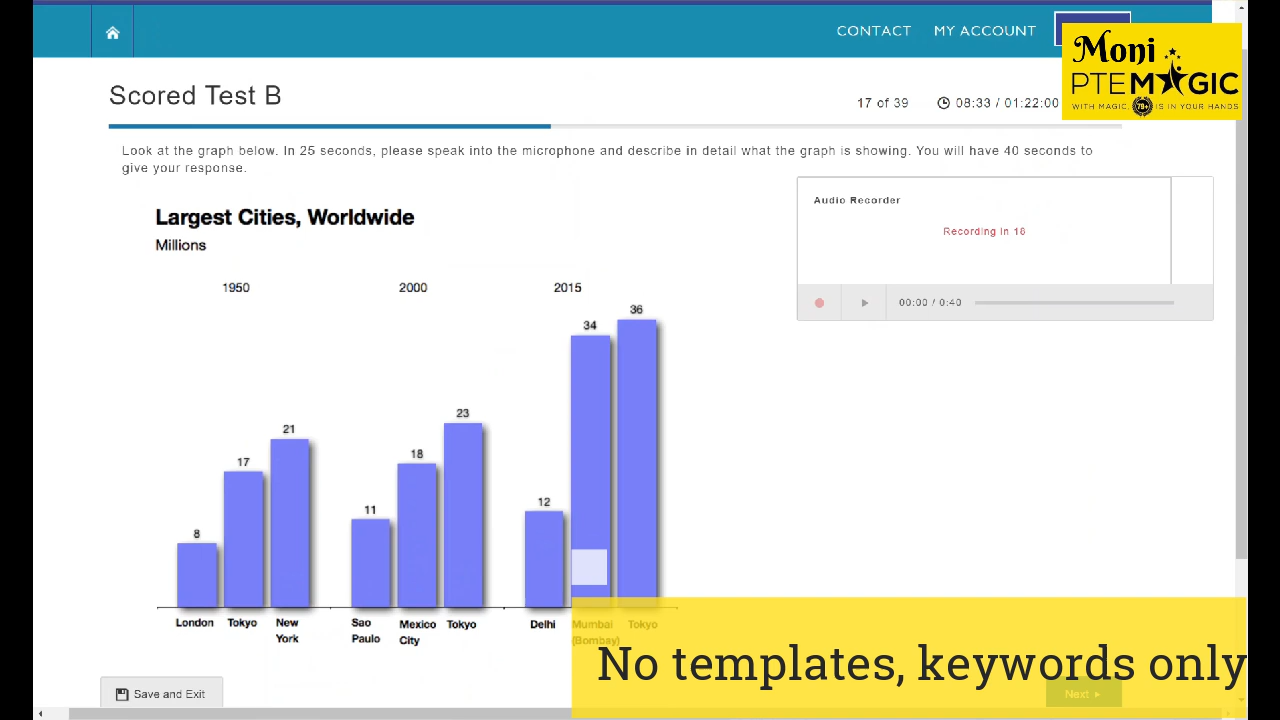 CONTACT MY ACCOUNT
Moni
PTE MAGIC
WITH MAGIC, 79+ IS IN YOUR HANDS
Scored Test B
17 of 39 08:33 / 01:22:00
Look at the graph below. In 25 seconds, please speak into the microphone and describe in detail what the graph is showing. You will have 40 seconds to
give your response.
Audio Recorder
Recording in 16
00:00 / 0:40
Largest Cities, Worldwide
Millions
1950 2000 2015
8 17 21 11 18 23 12 34 36
London Tokyo New York Sao Paulo Mexico City Tokyo Delhi Mumbai (Bombay) Tokyo
No templates, keywords only
Save and Exit
Next